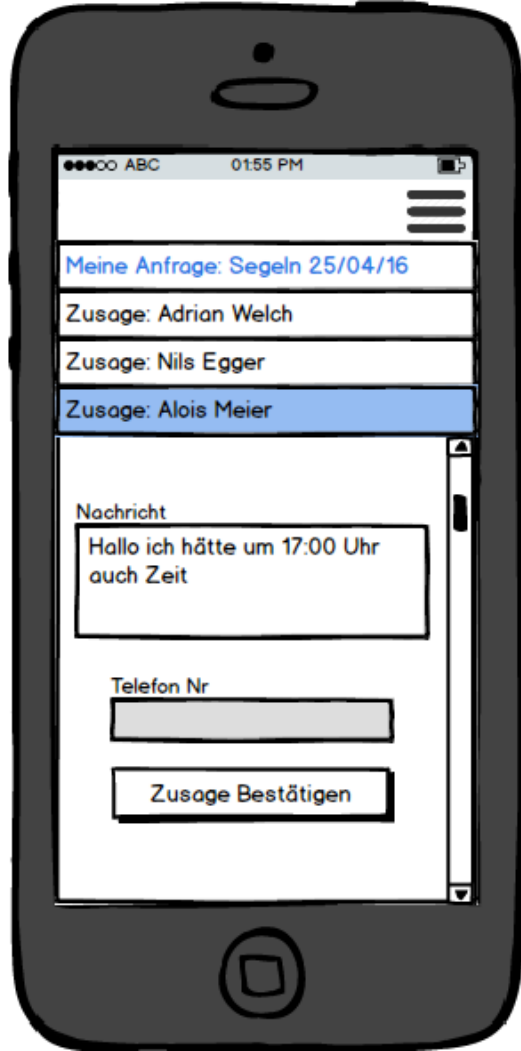 ABC 01:55 PM
Meine Anfrage: Segeln 25/04/16
Zusage: Adrian Welch
Zusage: Nils Egger
Zusage: Alois Meier
Nachricht
Hallo ich hätte um 17:00 Uhr
auch Zeit
Telefon Nr
Zusage Bestätigen